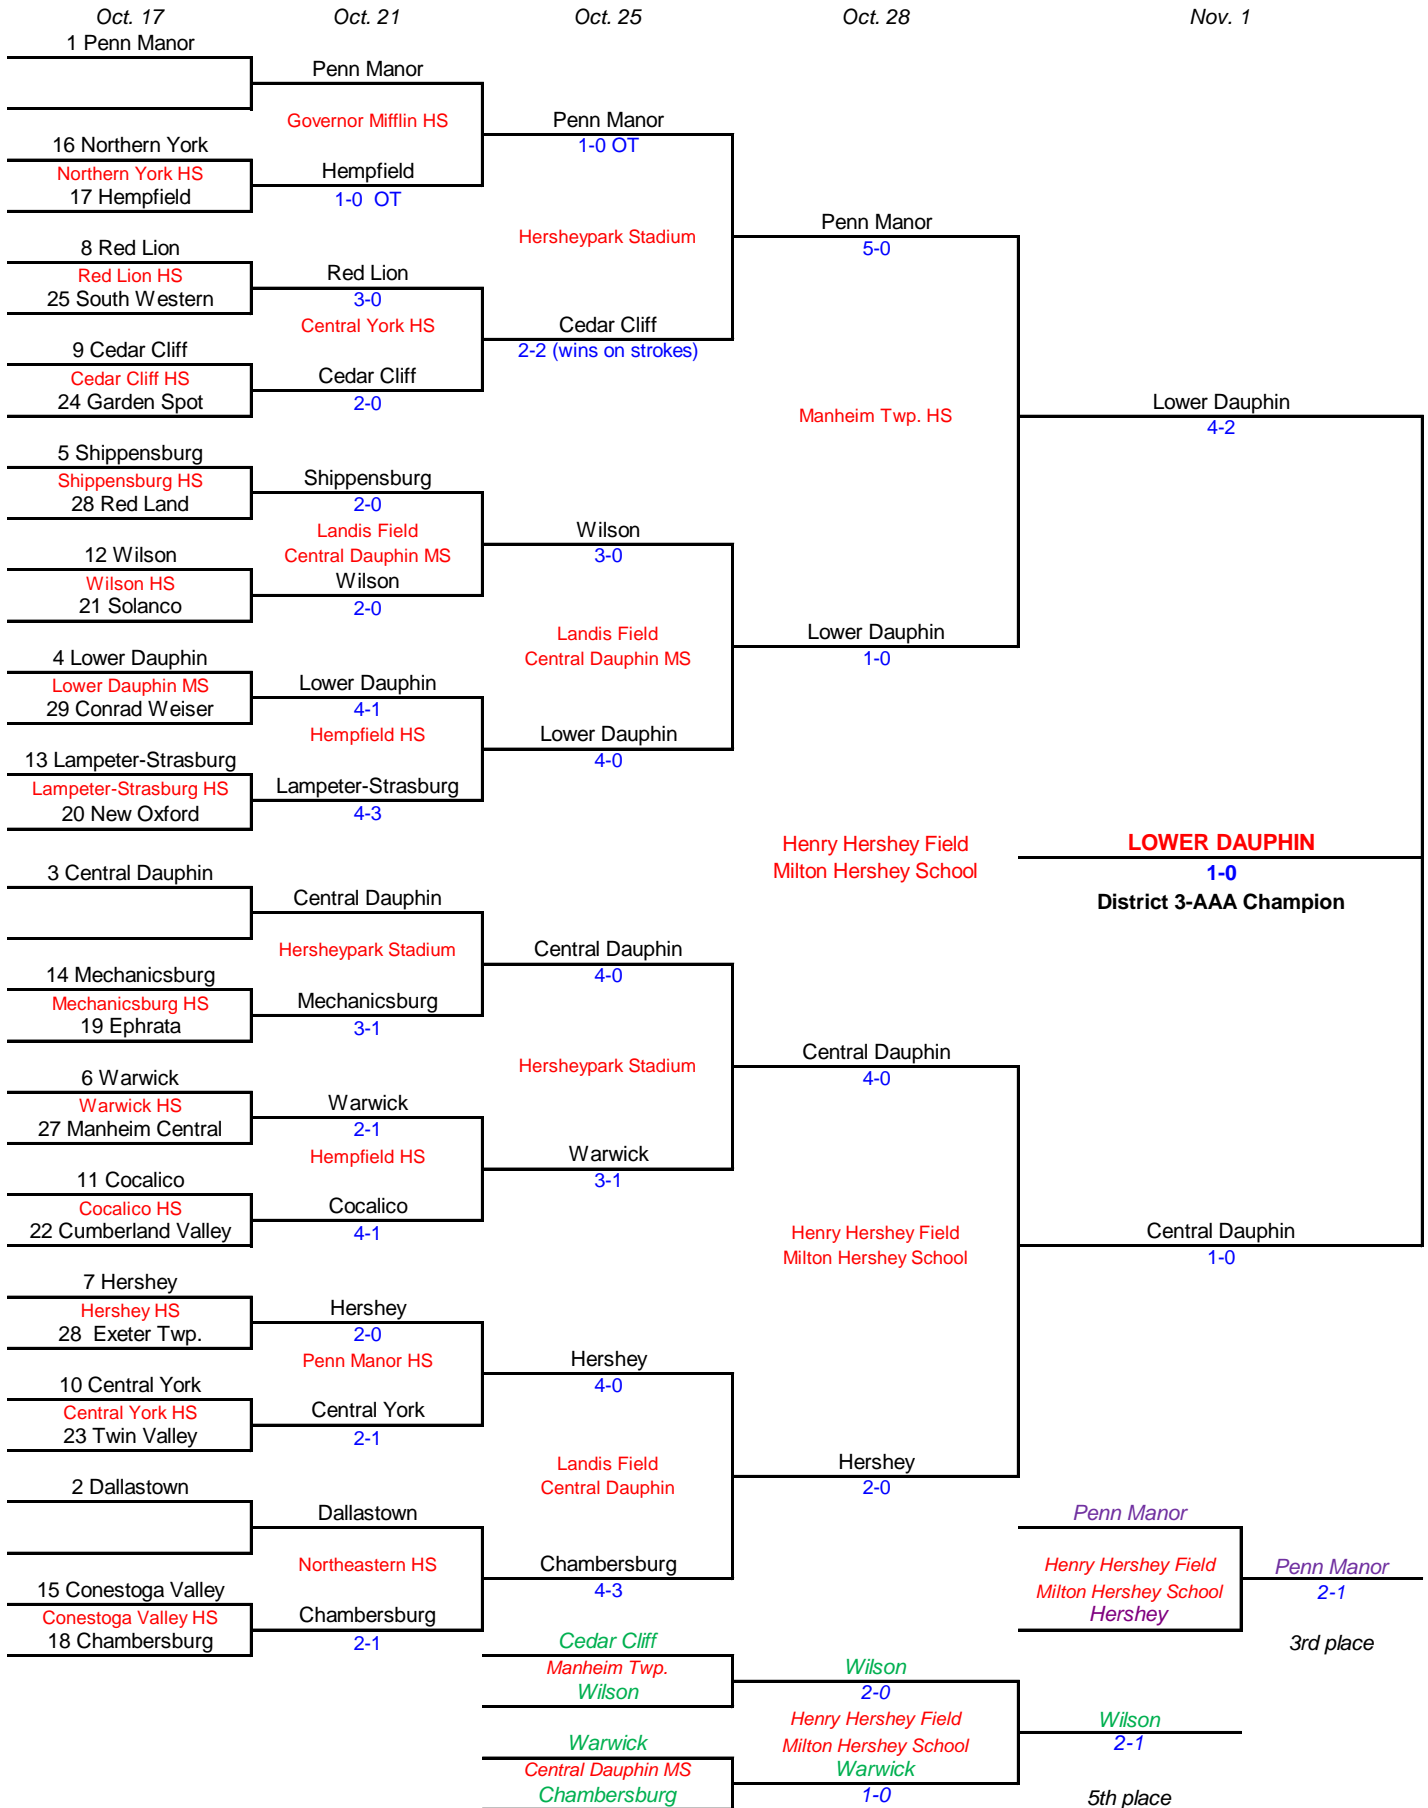 Oct. 17
Oct. 21
Oct. 25
Oct. 28
Nov. 1
1 Penn Manor
Penn Manor
Governor Mifflin HS
Penn Manor
1-0 OT
16 Northern York
Northern York HS
17 Hempfield
Hempfield
1-0 OT
Hersheypark Stadium
Penn Manor
5-0
8 Red Lion
Red Lion HS
25 South Western
Red Lion
3-0
Central York HS
Cedar Cliff
2-2 (wins on strokes)
9 Cedar Cliff
Cedar Cliff HS
24 Garden Spot
Cedar Cliff
2-0
Manheim Twp. HS
Lower Dauphin
4-2
5 Shippensburg
Shippensburg HS
28 Red Land
Shippensburg
2-0
Landis Field
Central Dauphin MS
Wilson
3-0
12 Wilson
Wilson HS
21 Solanco
Wilson
2-0
Landis Field
Central Dauphin MS
Lower Dauphin
1-0
4 Lower Dauphin
Lower Dauphin MS
29 Conrad Weiser
Lower Dauphin
4-1
Hempfield HS
Lower Dauphin
4-0
13 Lampeter-Strasburg
Lampeter-Strasburg HS
20 New Oxford
Lampeter-Strasburg
4-3
Henry Hershey Field
Milton Hershey School
LOWER DAUPHIN
1-0
District 3-AAA Champion
3 Central Dauphin
Central Dauphin
Hersheypark Stadium
Central Dauphin
4-0
14 Mechanicsburg
Mechanicsburg HS
19 Ephrata
Mechanicsburg
3-1
Hersheypark Stadium
Central Dauphin
4-0
6 Warwick
Warwick HS
27 Manheim Central
Warwick
2-1
Hempfield HS
Warwick
3-1
11 Cocalico
Cocalico HS
22 Cumberland Valley
Cocalico
4-1
Henry Hershey Field
Milton Hershey School
Central Dauphin
1-0
7 Hershey
Hershey HS
28 Exeter Twp.
Hershey
2-0
Penn Manor HS
Hershey
4-0
10 Central York
Central York HS
23 Twin Valley
Central York
2-1
Landis Field
Central Dauphin
Hershey
2-0
2 Dallastown
Dallastown
Northeastern HS
Chambersburg
4-3
15 Conestoga Valley
Conestoga Valley HS
18 Chambersburg
Chambersburg
2-1
Penn Manor
Henry Hershey Field
Milton Hershey School
Hershey
Penn Manor
2-1
3rd place
Cedar Cliff
Manheim Twp.
Wilson
Wilson
2-0
Henry Hershey Field
Milton Hershey School
Wilson
2-1
Warwick
Central Dauphin MS
Chambersburg
Warwick
1-0
5th place